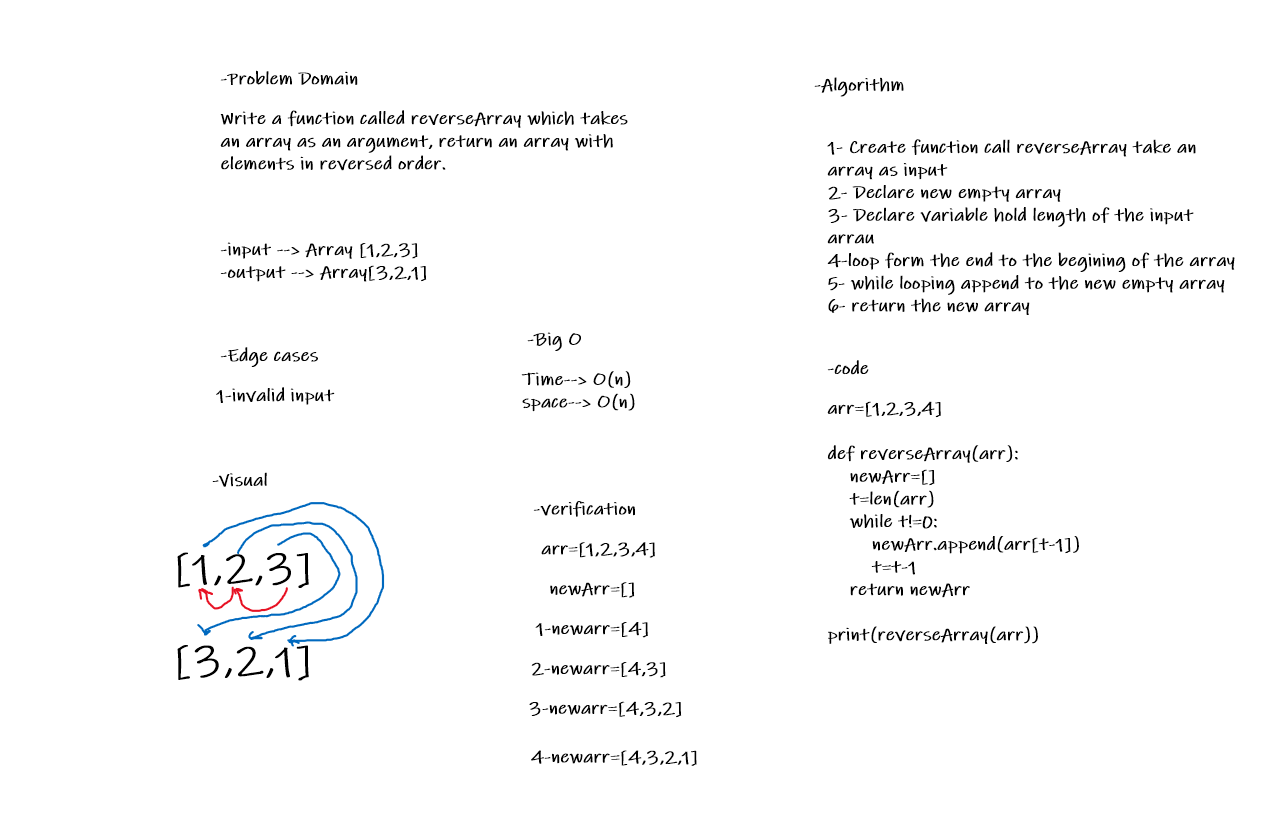 -Problem Domain
Write a function called reverseArray which takes
an array as an argument, return an array with
elements in reversed order.
-input --> Array [1,2,3]
-output --> Array[3,2,1]
-Edge cases
1-invalid input
-Big O
Time--> O(n)
space--> O(n)
-Visual
[1,2,3]
[3,2,1]
-verification
arr=[1,2,3,4]
newArr=[]
1-newarr=[4]
2-newarr=[4,3]
3-newarr=[4,3,2]
4-newarr=[4,3,2,1]
-Algorithm
1- Create function call reverseArray take an
array as input
2- Declare new empty array
3- Declare variable hold length of the input
arrau
4-loop form the end to the begining of the array
5- while looping append to the new empty array
6- return the new array
-code
arr=[1,2,3,4]
def reverseArray(arr):
newArr=[]
t=len(arr)
while t!=0:
newArr.append(arr[t-1])
t=t-1
return newArr
print(reverseArray(arr))